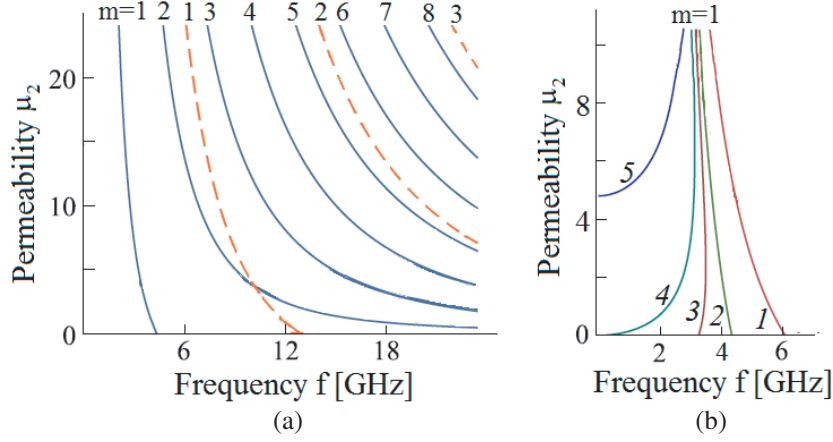 m=1 2 1 3 4 5 2 6 7 8 3
20
10
0
6 12 18
Permeability μ2
Frequency f [GHz]
(a)
m=1
8
4
0
5
4 3 2 1
2 4 6
Permeability μ2
Frequency f [GHz]
(b)